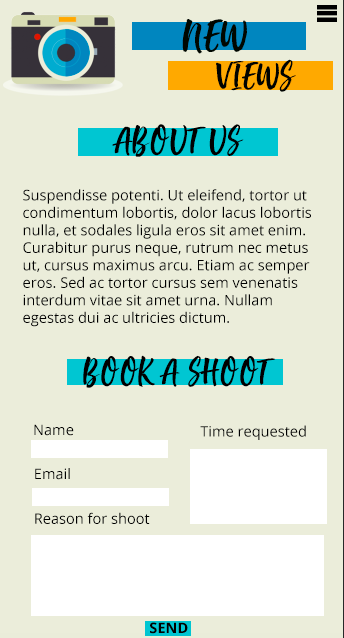 NEW
VIEWS
ABOUT US
Suspendisse potenti. Ut eleifend, tortor ut
condimentum lobortis, dolor lacus lobortis
nulla, et sodales ligula eros sit amet enim.
Curabitur purus neque, rutrum nec metus
ut, cursus maximus arcu. Etiam ac semper
eros. Sed ac tortor cursus sem venenatis
interdum vitae sit amet urna. Nullam
egestas dui ac ultricies dictum.
BOOK A SHOOT
Name
Time requested
Email
Reason for shoot
SEND